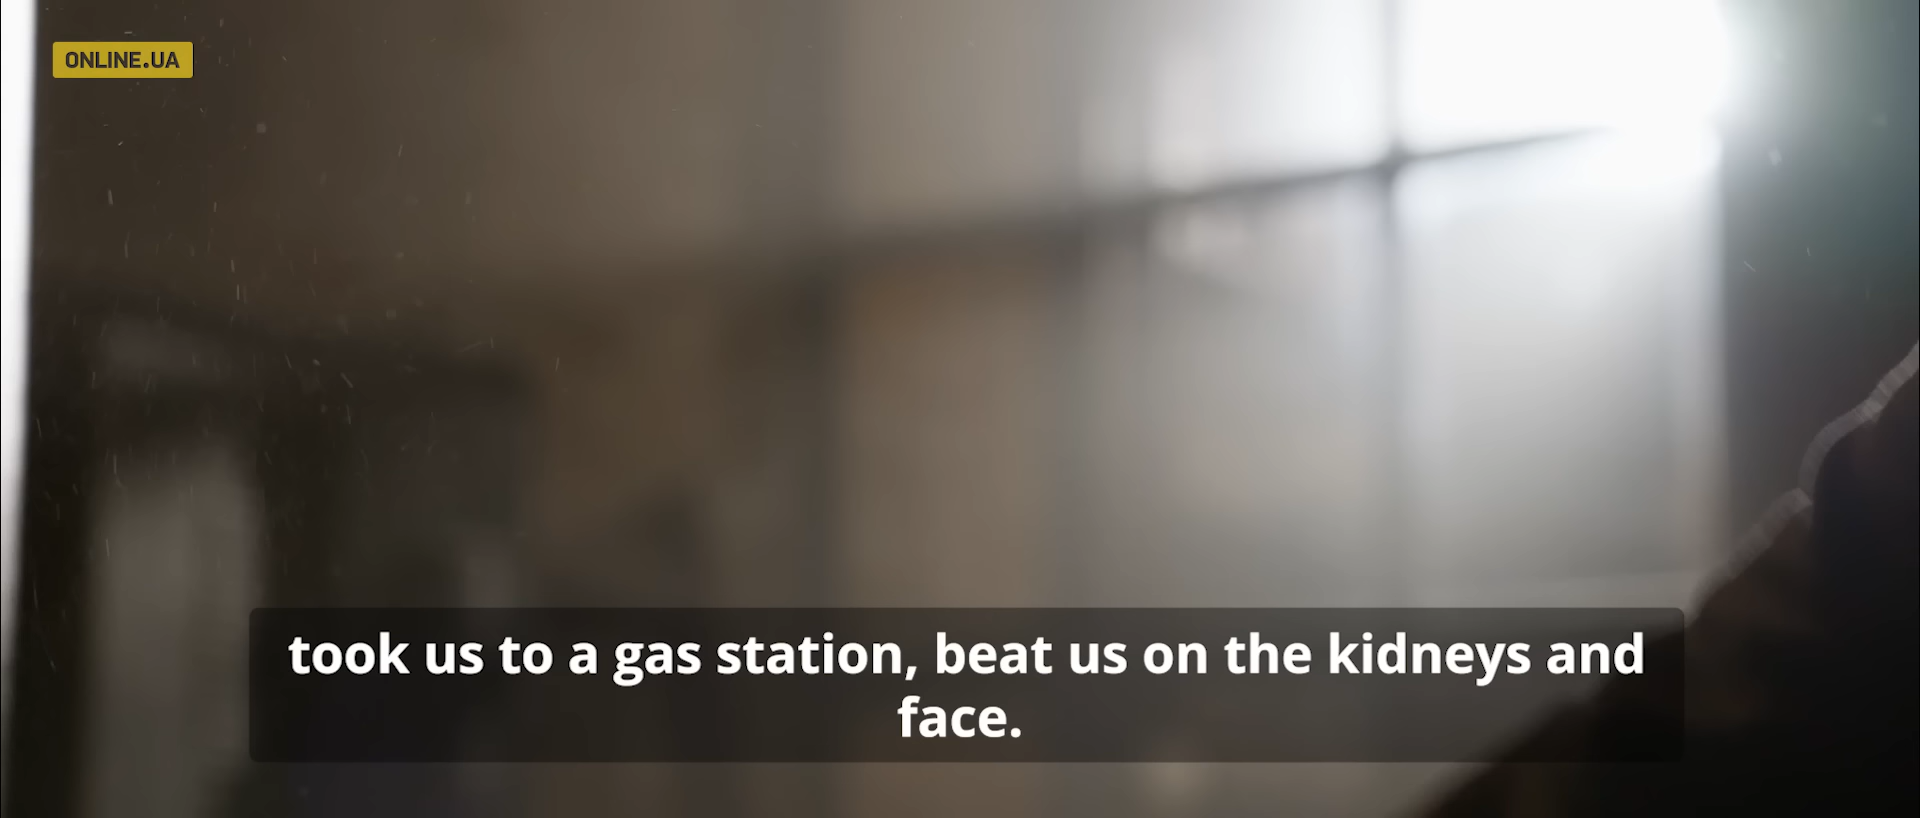 ONLINE.UA
took us to a gas station, beat us on the kidneys and
face.